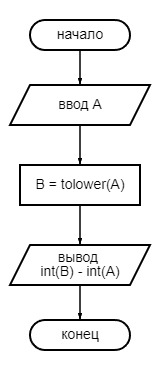 начало
ввод A
B = tolower(A)
вывод
int(B) - int(A)
конец